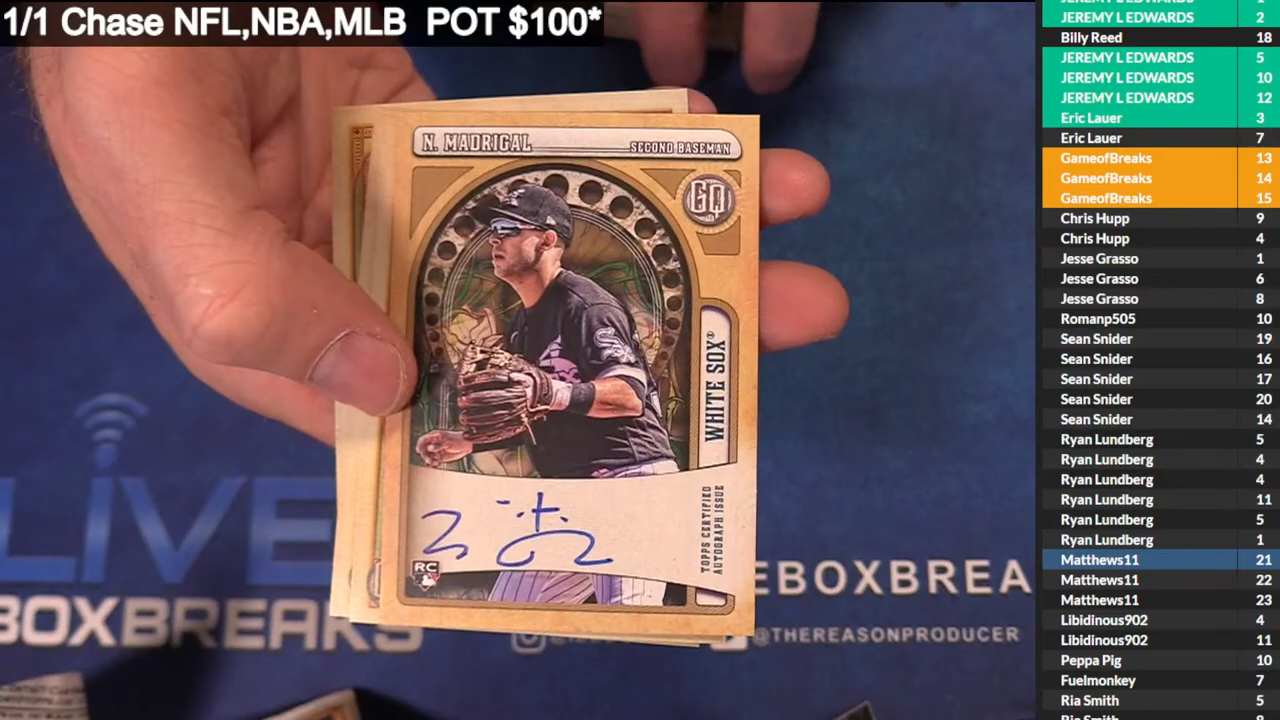 1/1 Chase NFL,NBA,MLB POT $100*
N. MADRIGAL
SECOND BASEMAN
GQ
WHITE SOX®
TOPPS CERTIFIED
AUTOGRAPH ISSUE
RC
LIVE
BOXBREAKS
EBOXBREA
@THEREASONPRODUCER
JEREMY L EDWARDS 2
Billy Reed 18
JEREMY L EDWARDS 5
JEREMY L EDWARDS 10
JEREMY L EDWARDS 12
Eric Lauer 3
Eric Lauer 7
GameofBreaks 13
GameofBreaks 14
GameofBreaks 15
Chris Hupp 9
Chris Hupp 4
Jesse Grasso 1
Jesse Grasso 6
Jesse Grasso 8
Romanp505 10
Sean Snider 19
Sean Snider 16
Sean Snider 17
Sean Snider 20
Sean Snider 14
Ryan Lundberg 5
Ryan Lundberg 4
Ryan Lundberg 4
Ryan Lundberg 11
Ryan Lundberg 5
Ryan Lundberg 1
Matthews11 21
Matthews11 22
Matthews11 23
Libidinous902 4
Libidinous902 11
Peppa Pig 10
Fuelmonkey 7
Ria Smith 5
Ria Smith